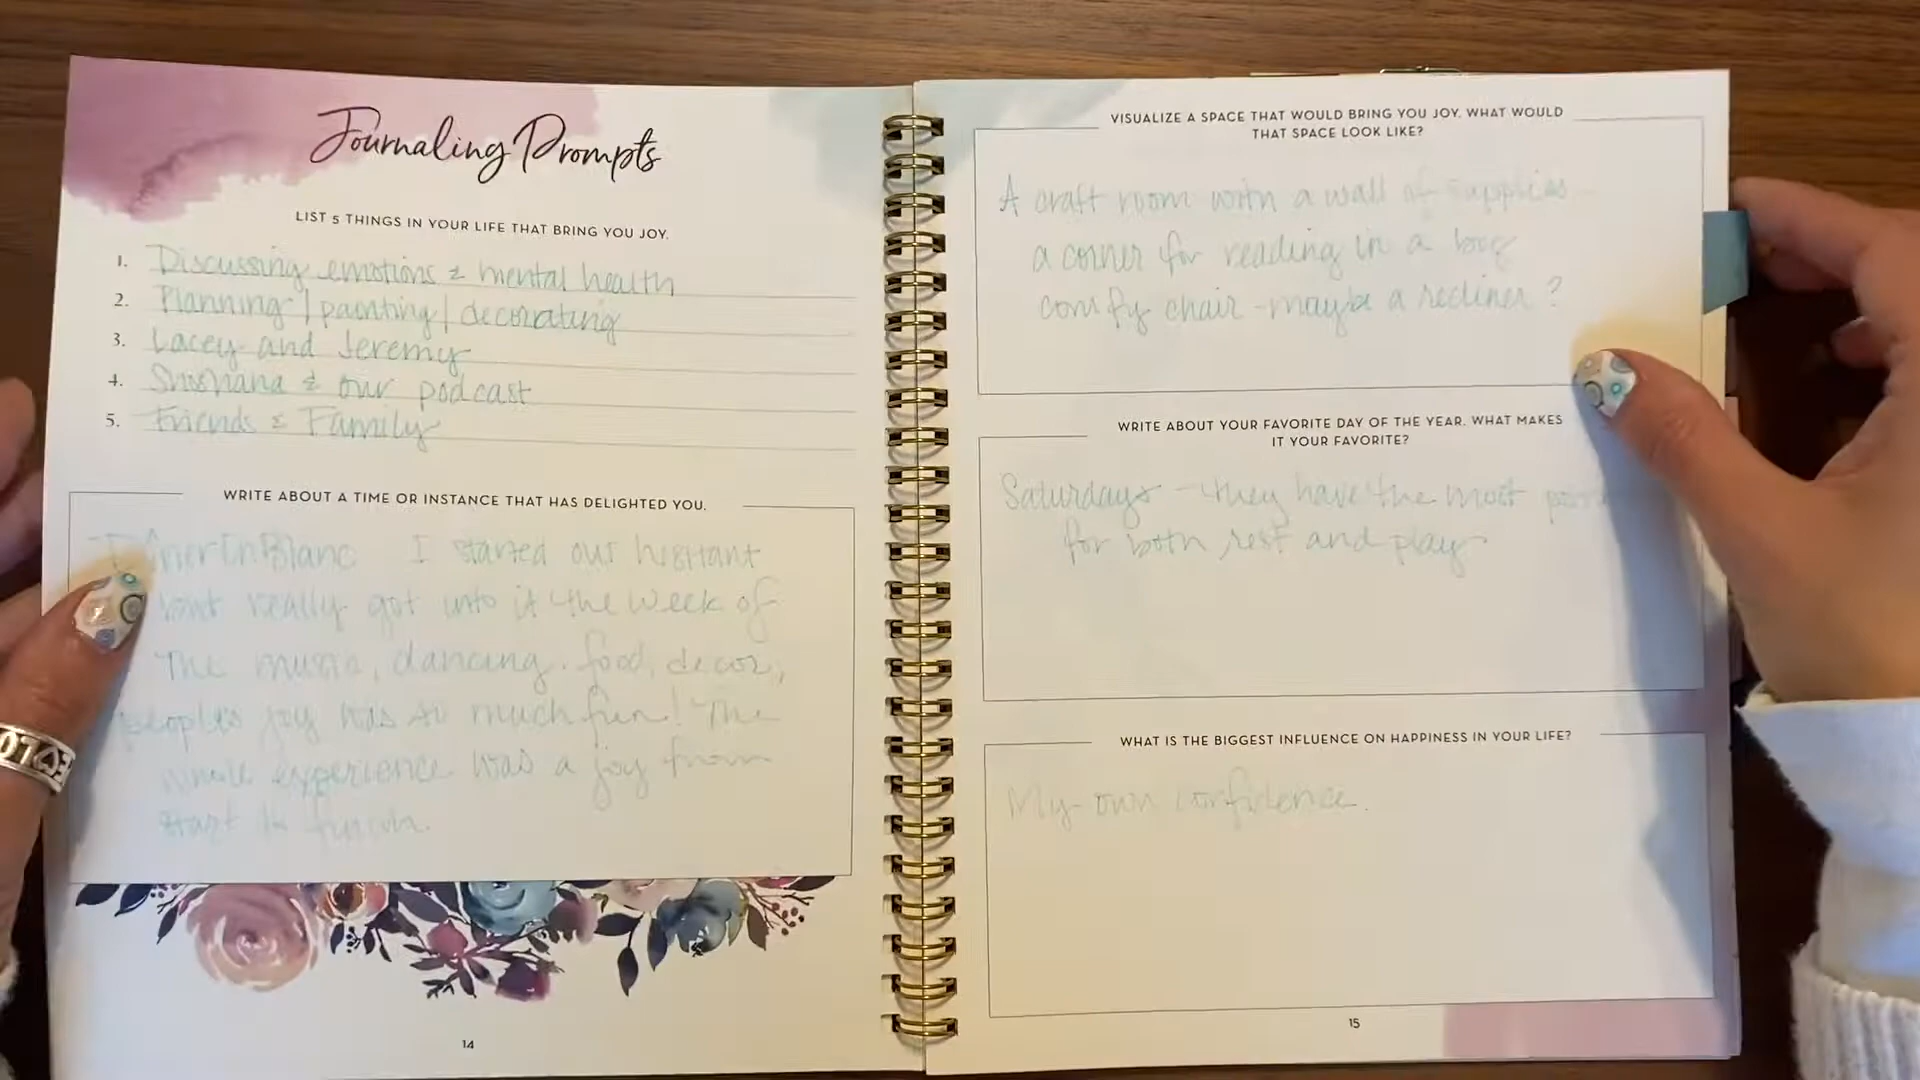 Journaling Prompts
LIST 5 THINGS IN YOUR LIFE THAT BRING YOU JOY.
1. Discussing emotions & mental health
2. Planning | painting | decorating
3. Lacey and Jeremy
4. Shoshana & our podcast
5. Friends & Family
WRITE ABOUT A TIME OR INSTANCE THAT HAS DELIGHTED YOU.
I started out hesitant
but really got into it the week of
The music, dancing, food, decor,
people's joy was so much fun! The
whole experience was a joy from
start to finish.
14
VISUALIZE A SPACE THAT WOULD BRING YOU JOY. WHAT WOULD
THAT SPACE LOOK LIKE?
A craft room with a wall of supplies
a corner for reading in a big
comfy chair - maybe a recliner?
WRITE ABOUT YOUR FAVORITE DAY OF THE YEAR. WHAT MAKES
IT YOUR FAVORITE?
Saturdays - they have the most
for both rest and play
WHAT IS THE BIGGEST INFLUENCE ON HAPPINESS IN YOUR LIFE?
My own confidence.
15